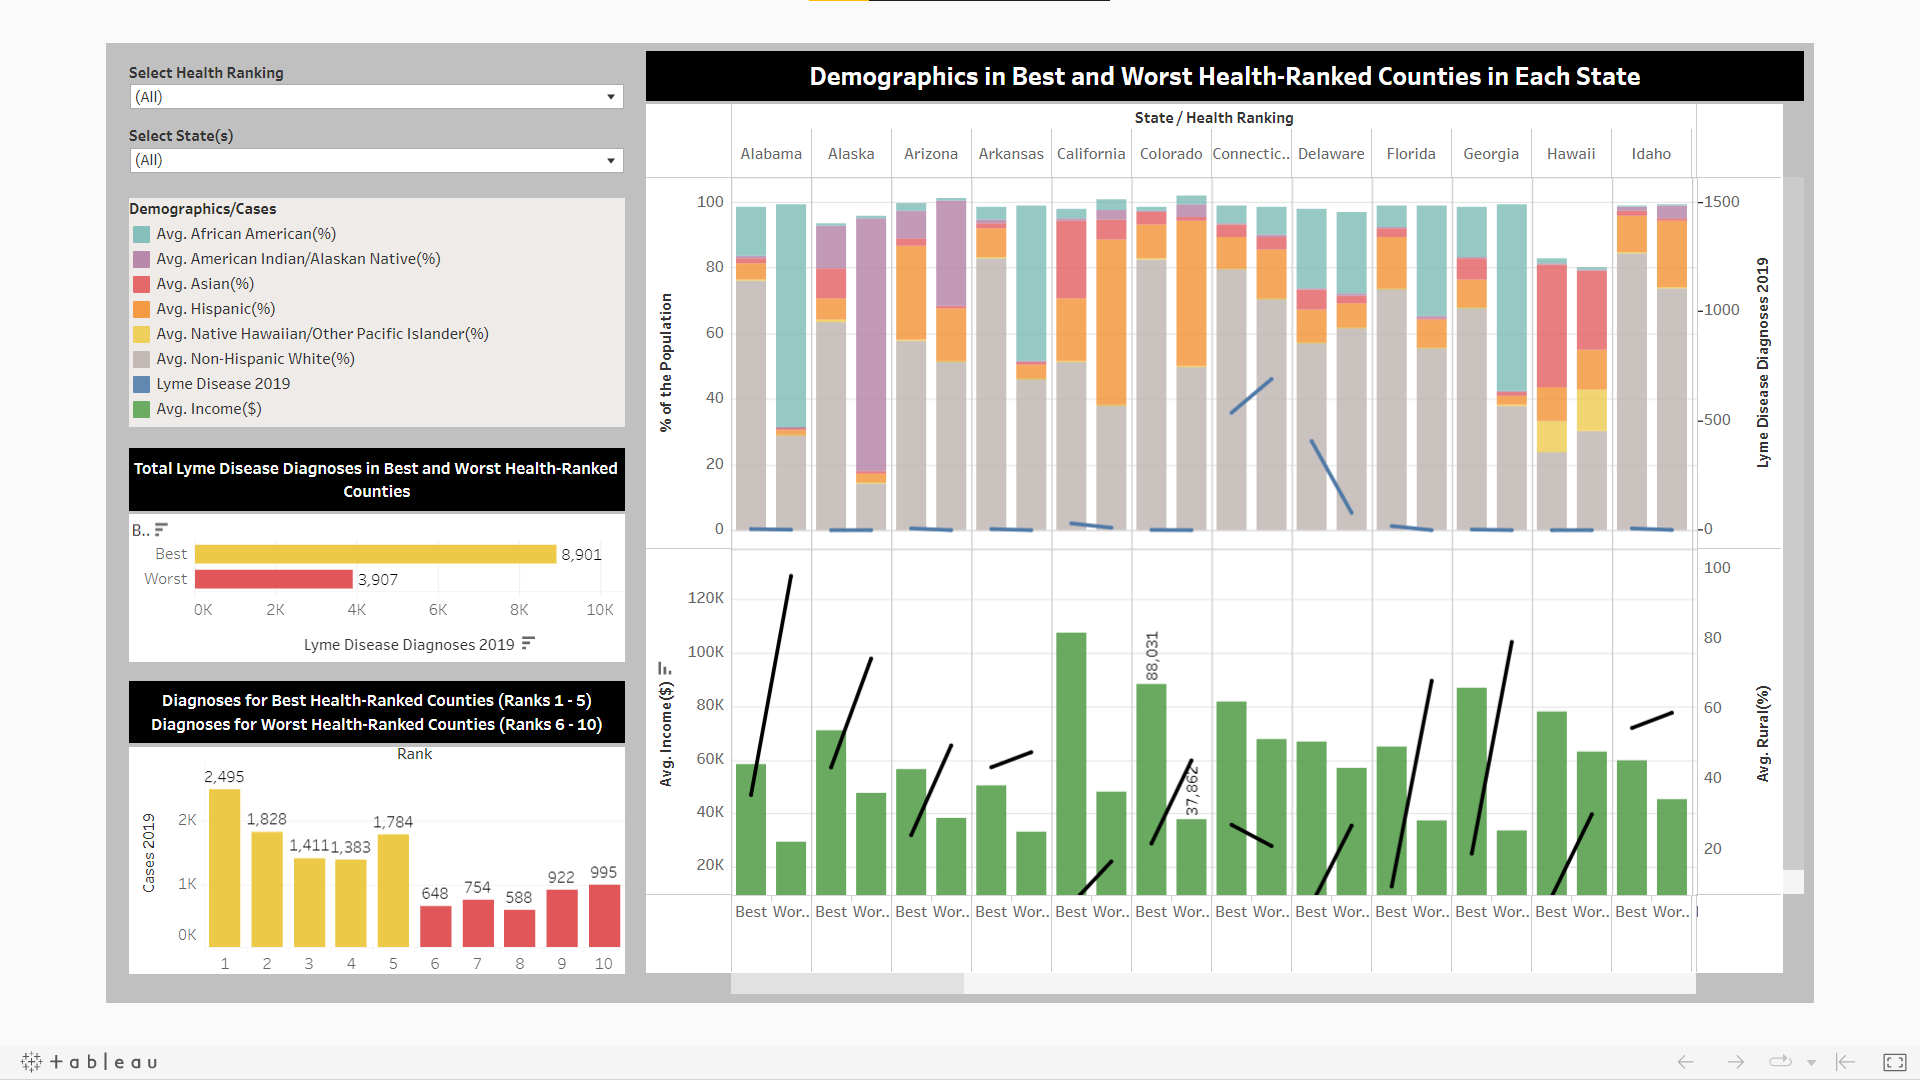 Select Health Ranking
(All)
Select State(s)
(All)
Demographics/Cases
Avg. African American(%)
Avg. American Indian/Alaskan Native(%)
Avg. Asian(%)
Avg. Hispanic(%)
Avg. Native Hawaiian/Other Pacific Islander(%)
Avg. Non-Hispanic White(%)
Lyme Disease 2019
Avg. Income($)
Total Lyme Disease Diagnoses in Best and Worst Health-Ranked
Counties
B..
Best 8,901
Worst 3,907
0K 2K 4K 6K 8K 10K
Lyme Disease Diagnoses 2019
Diagnoses for Best Health-Ranked Counties (Ranks 1 - 5)
Diagnoses for Worst Health-Ranked Counties (Ranks 6 - 10)
Rank
Cases 2019
2K
1K
0K
2,495 1,828 1,411 1,383 1,784 648 754 588 922 995
1 2 3 4 5 6 7 8 9 10
Demographics in Best and Worst Health-Ranked Counties in Each State
State / Health Ranking
Alabama Alaska Arizona Arkansas California Colorado Connectic.. Delaware Florida Georgia Hawaii Idaho
% of the Population
100
80
60
40
20
0
Lyme Disease Diagnoses 2019
1500
1000
500
0
Avg. Income($)
120K
100K
80K
60K
40K
20K
88,031
37,862
Avg. Rural(%)
100
80
60
40
20
Best Wor.. Best Wor.. Best Wor.. Best Wor.. Best Wor.. Best Wor.. Best Wor.. Best Wor.. Best Wor.. Best Wor.. Best Wor.. Best Wor..
+ a b l e a u